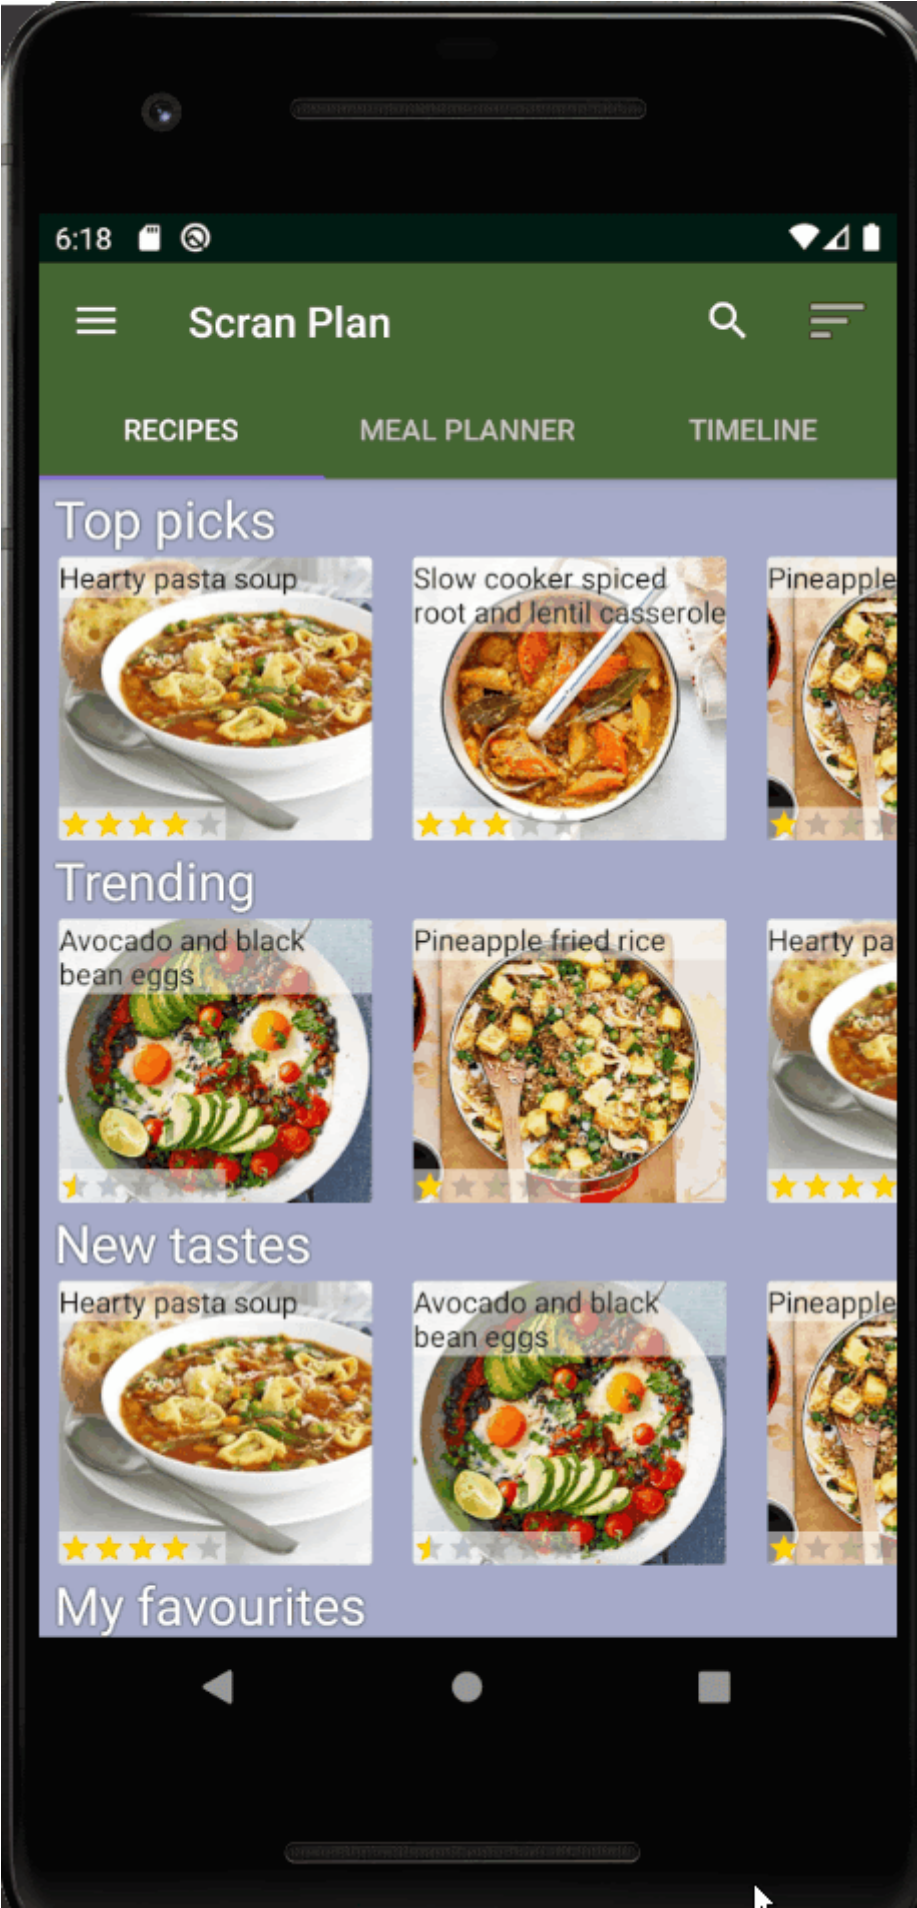 6:18
Scran Plan
RECIPES
MEAL PLANNER
TIMELINE
Top picks
Hearty pasta soup
Slow cooker spiced
root and lentil casserole
Pineapple
Trending
Avocado and black
bean eggs
Pineapple fried rice
Hearty pa
New tastes
Hearty pasta soup
Avocado and black
bean eggs
Pineapple
My favourites